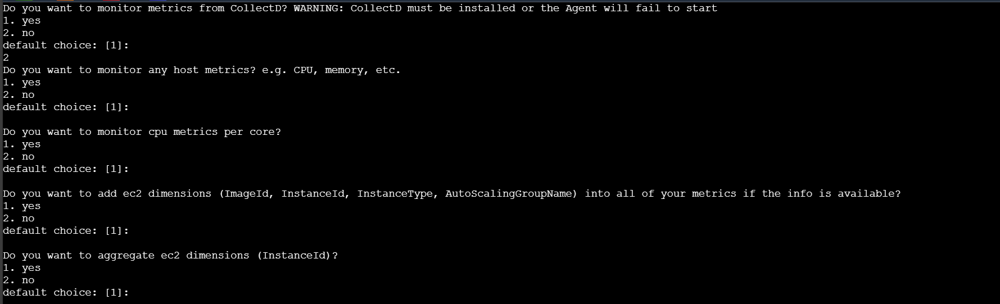 Do you want to monitor metrics from CollectD? WARNING: CollectD must be installed or the Agent will fail to start
1. yes
2. no
default choice: [1]:
2
Do you want to monitor any host metrics? e.g. CPU, memory, etc.
1. yes
2. no
default choice: [1]:
Do you want to monitor cpu metrics per core?
1. yes
2. no
default choice: [1]:
Do you want to add ec2 dimensions (ImageId, InstanceId, InstanceType, AutoScalingGroupName) into all of your metrics if the info is available?
1. yes
2. no
default choice: [1]:
Do you want to aggregate ec2 dimensions (InstanceId)?
1. yes
2. no
default choice: [1]: